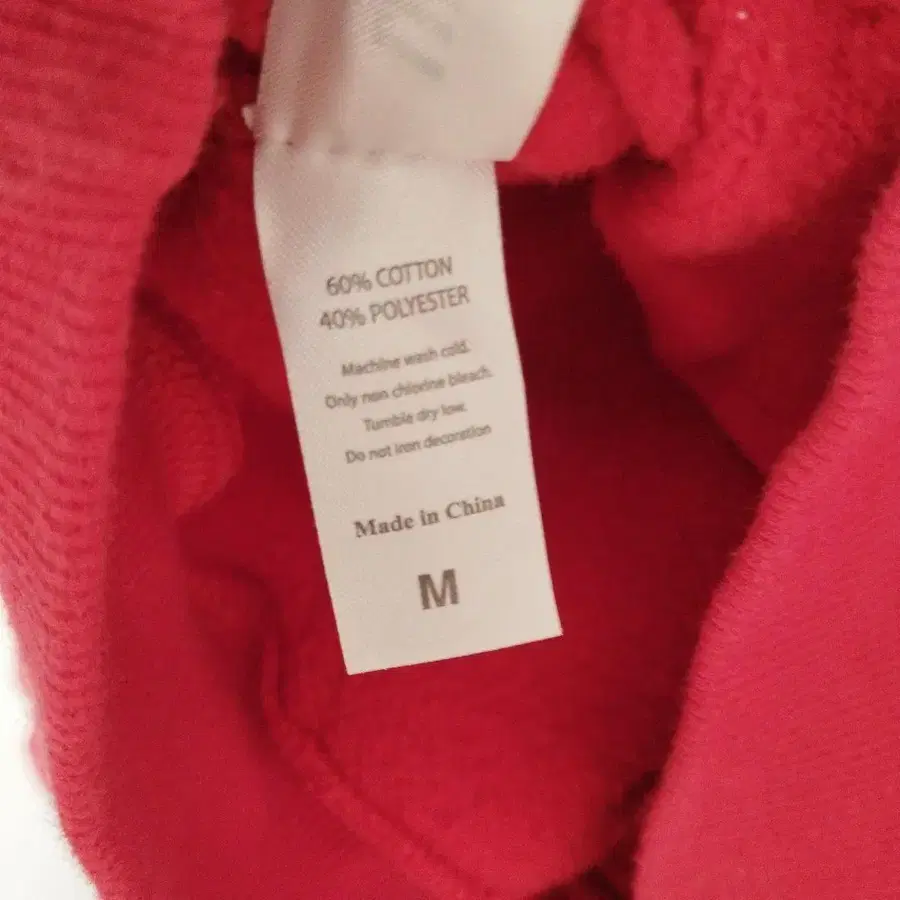 60% COTTON
40% POLYESTER
Machine wash cold.
Only non chlorine bleach.
Tumble dry low.
Do not iron decoration
Made in China
M